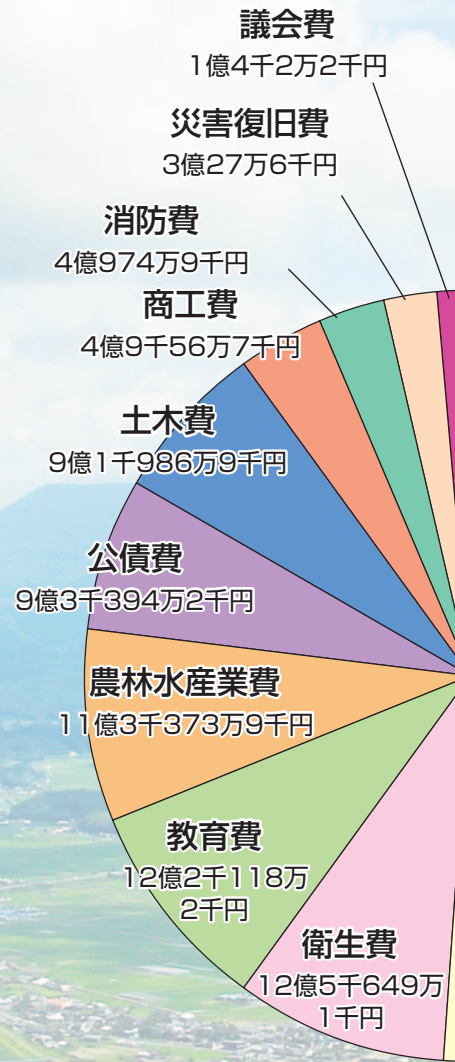 議会費
1億4千2万2千円
災害復旧費
3億27万6千円
消防費
4億974万9千円
商工費
4億9千56万7千円
土木費
9億1千986万9千円
公債費
9億3千394万2千円
農林水産業費
11億3千373万9千円
教育費
12億2千118万
2千円
衛生費
12億5千649万
1千円